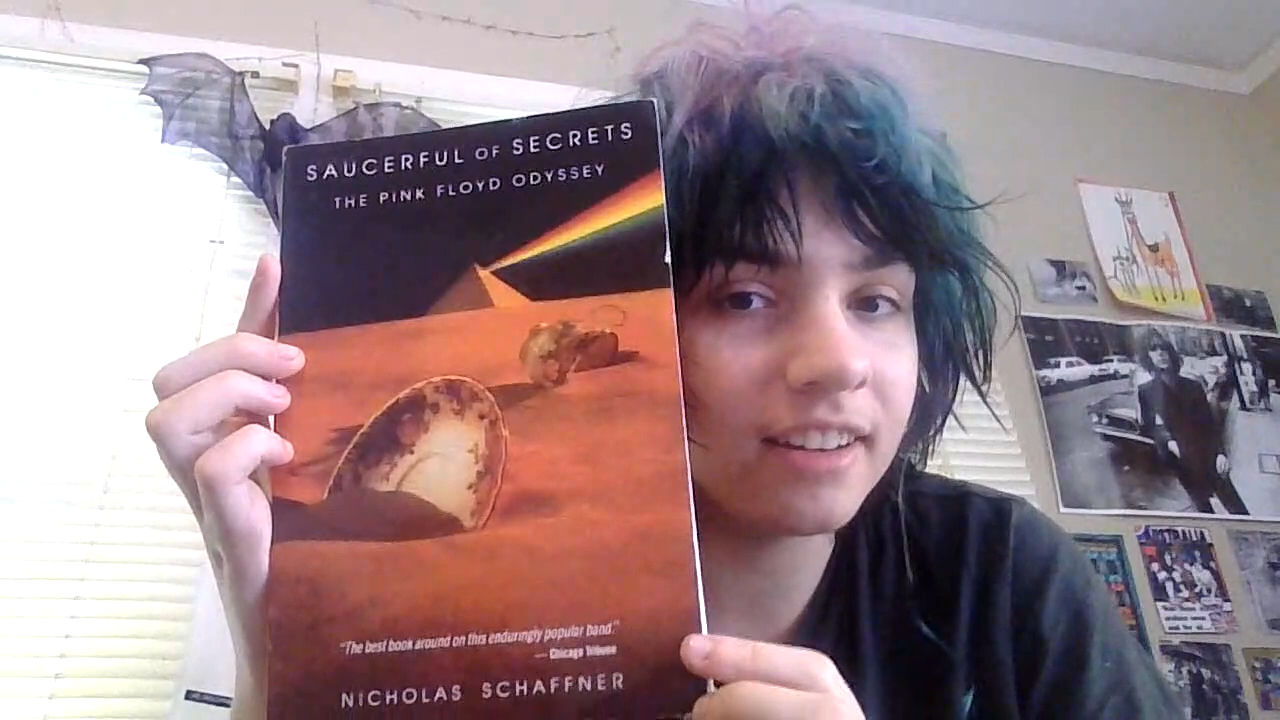 SAUCERFUL OF SECRETS
THE PINK FLOYD ODYSSEY
"The best book around on this enduringly popular band."
— Chicago Tribune
NICHOLAS SCHAFFNER